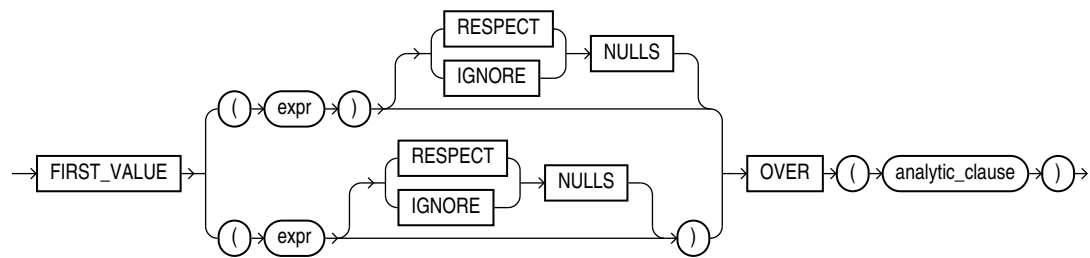 RESPECT
IGNORE
NULLS
( expr )
FIRST_VALUE
RESPECT
IGNORE
NULLS
( expr )
OVER ( analytic_clause )